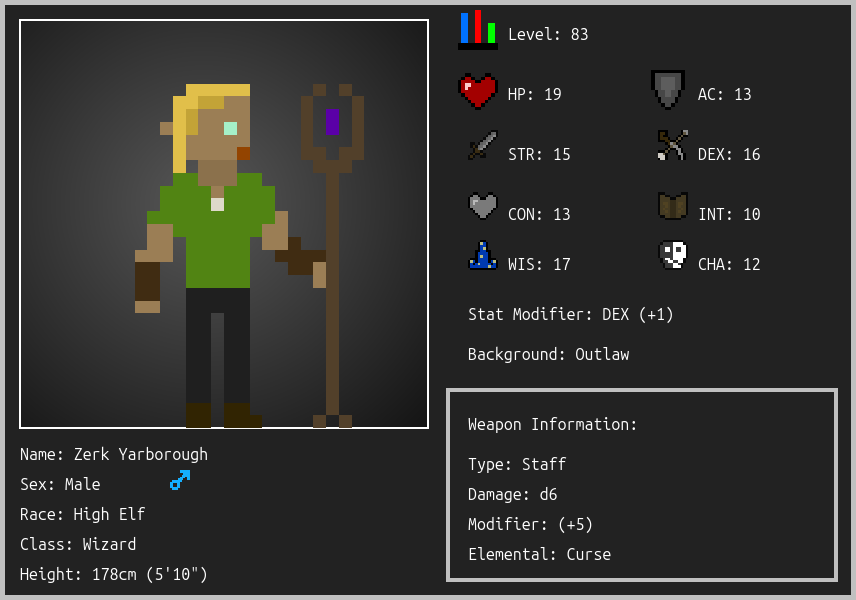 Level: 83
HP: 19
AC: 13
STR: 15
DEX: 16
CON: 13
INT: 10
WIS: 17
CHA: 12
Stat Modifier: DEX (+1)
Background: Outlaw
Name: Zerk Yarborough
Sex: Male
Race: High Elf
Class: Wizard
Height: 178cm (5'10")
Weapon Information:
Type: Staff
Damage: d6
Modifier: (+5)
Elemental: Curse